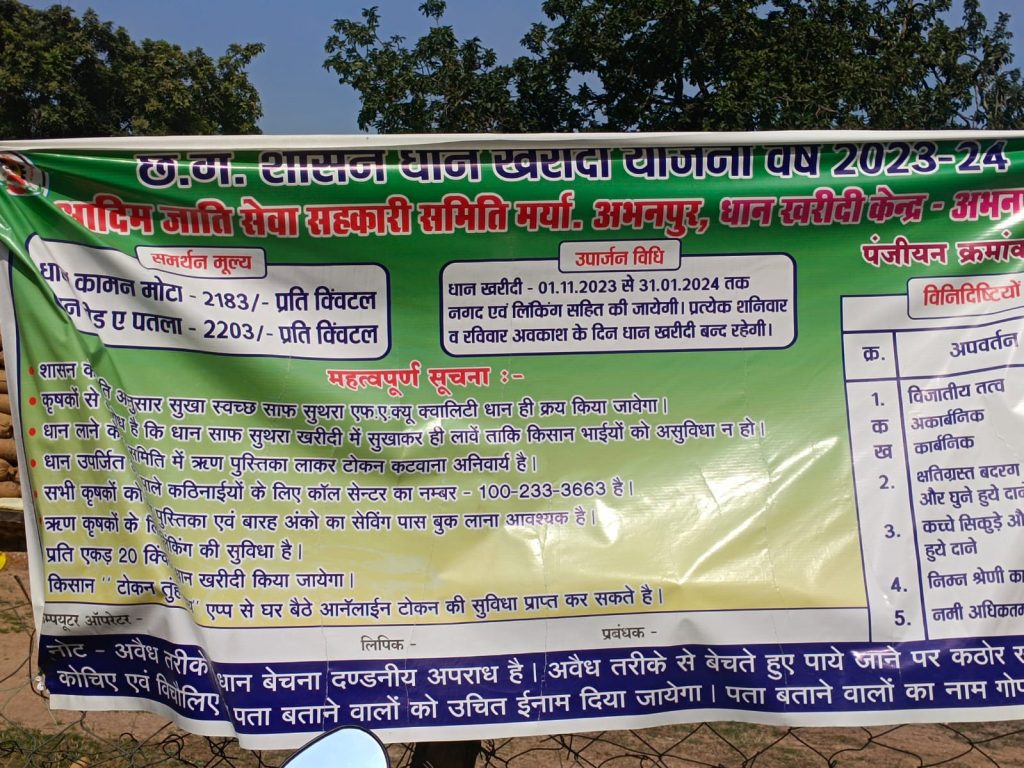 छ.ग. शासन धान खरीदी योजना वर्ष 2023-24
आदिम जाति सेवा सहकारी समिति मर्या. अभनपुर, धान खरीदी केन्द्र -
समर्थन मूल्य
कामन मोटा - 2183/- प्रति क्विंटल
ए पतला - 2203/- प्रति क्विंटल
उपार्जन विधि
धान खरीदी - 01.11.2023 से 31.01.2024 तक
नगद एवं लिकिंग सहित की जायेगी। प्रत्येक शनिवार
व रविवार अवकाश के दिन धान खरीदी बन्द रहेगी।
महत्वपूर्ण सूचना :-
• शासन अनुसार सुखा स्वच्छ साफ सुथरा एफ.ए.क्यू क्वालिटी धान ही क्रय किया जावेगा।
• कृषकों से है कि धान साफ सुथरा खरीदी में सुखाकर ही लावें ताकि किसान भाईयों को असुविधा न हो।
• धान लाने समिति में ऋण पुस्तिका लाकर टोकन कटवाना अनिवार्य है।
• धान उपर्जित वाले कठिनाईयों के लिए कॉल सेन्टर का नम्बर - 100-233-3663 है।
सभी कृषकों को पुस्तिका एवं बारह अंको का सेविंग पास बुक लाना आवश्यक है।
ऋण कृषकों के की सुविधा है।
प्रति एकड़ 20 खरीदी किया जायेगा।
किसान " टोकन " एप्प से घर बैठे आनॅलाईन टोकन की सुविधा प्राप्त कर सकते है।
ऑपरेटर -
लिपिक -
प्रबंधक -
पंजीयन क्रमांक
विनिदिष्टियों
क्र. अपवर्तन
1. विजातीय तत्व
क अकार्बनिक
ख कार्बनिक
2. क्षतिग्रस्त बदरग
और घुने हुये
3. कच्चे सिकुड़े
हुये दाने
4. निम्न श्रेणी
5. नमी
नोट - अवैध तरीके धान बेचना दण्डनीय अपराध है। अवैध तरीके से बेचते हुए पाये जाने पर कठोर
कोचिए एवं बिचौलिए पता बताने वालों को उचित ईनाम दिया जायेगा। पता बताने वालों का नाम